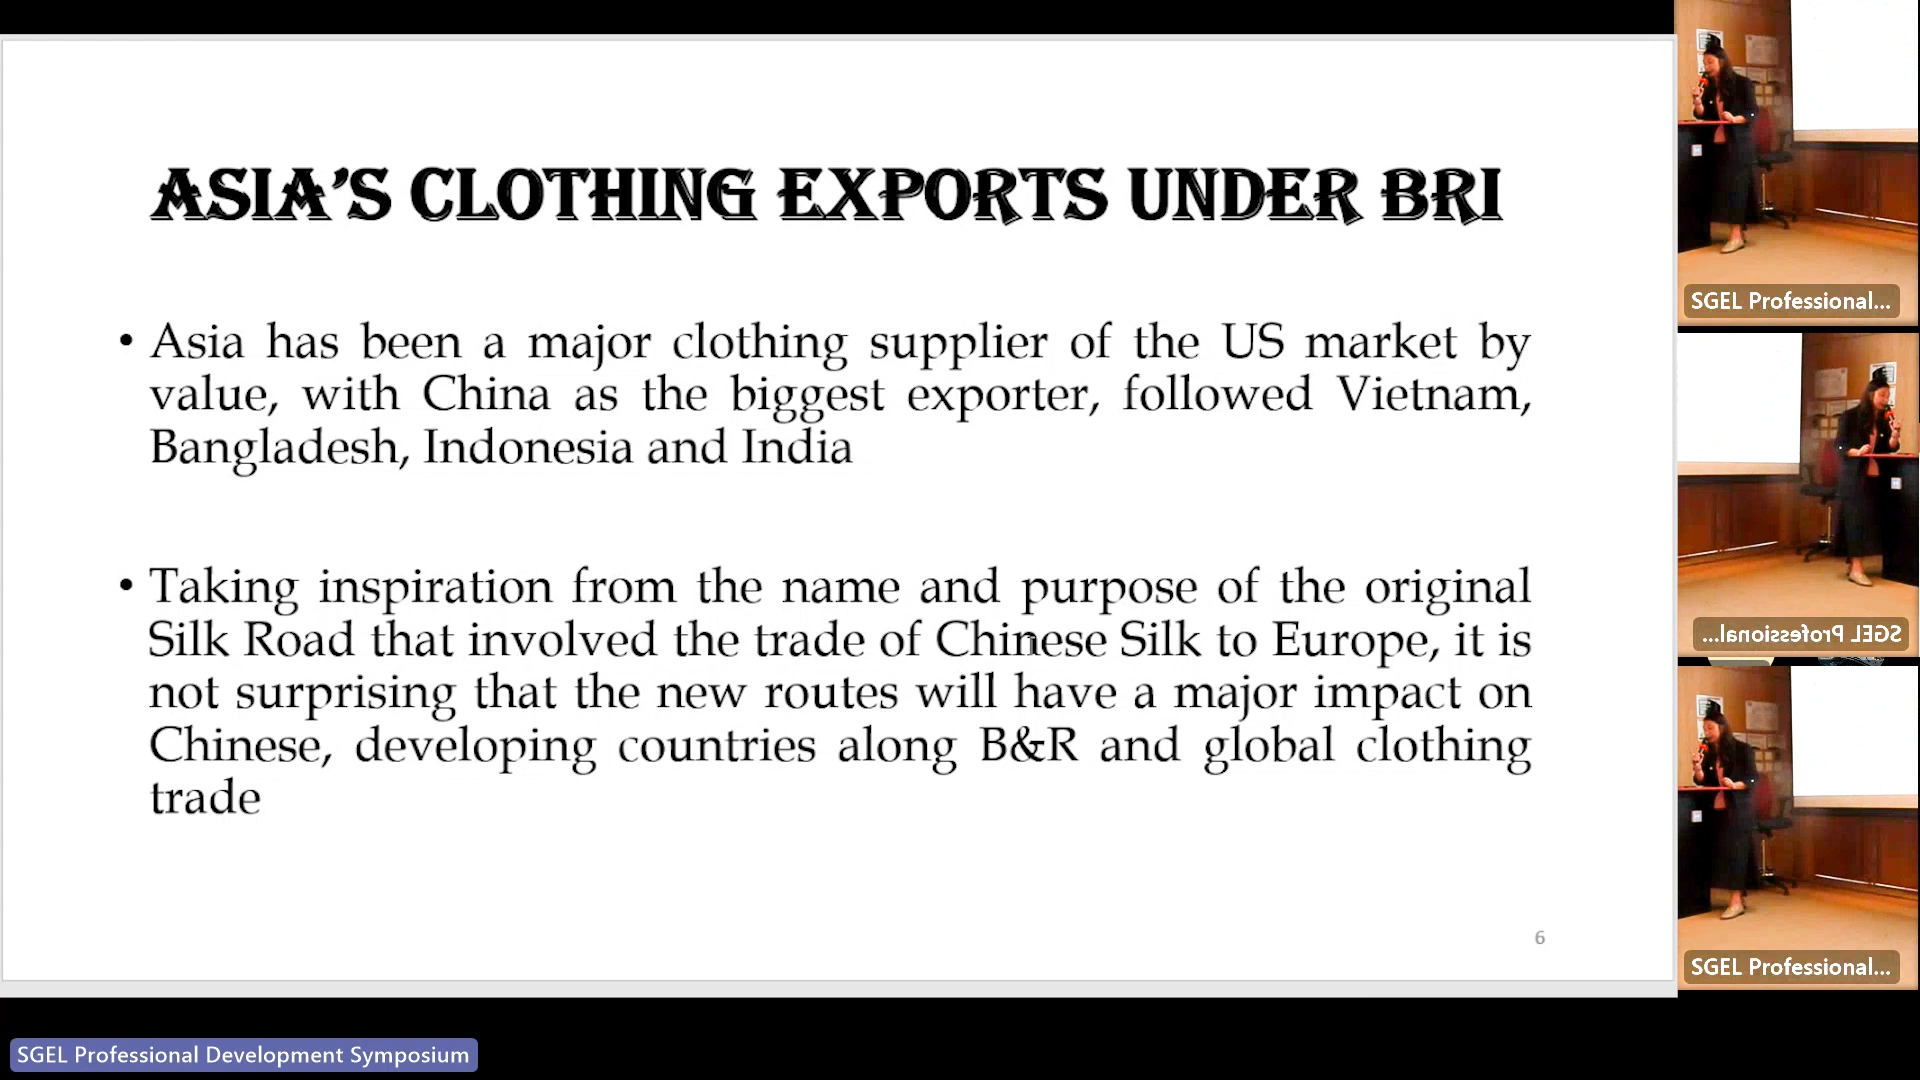 ASIA'S CLOTHING EXPORTS UNDER BRI
• Asia has been a major clothing supplier of the US market by
value, with China as the biggest exporter, followed Vietnam,
Bangladesh, Indonesia and India
• Taking inspiration from the name and purpose of the original
Silk Road that involved the trade of Chinese Silk to Europe, it is
not surprising that the new routes will have a major impact on
Chinese, developing countries along B&R and global clothing
trade
6
SGEL Professional...
SGEL Professional...
SGEL Professional...
SGEL Professional Development Symposium